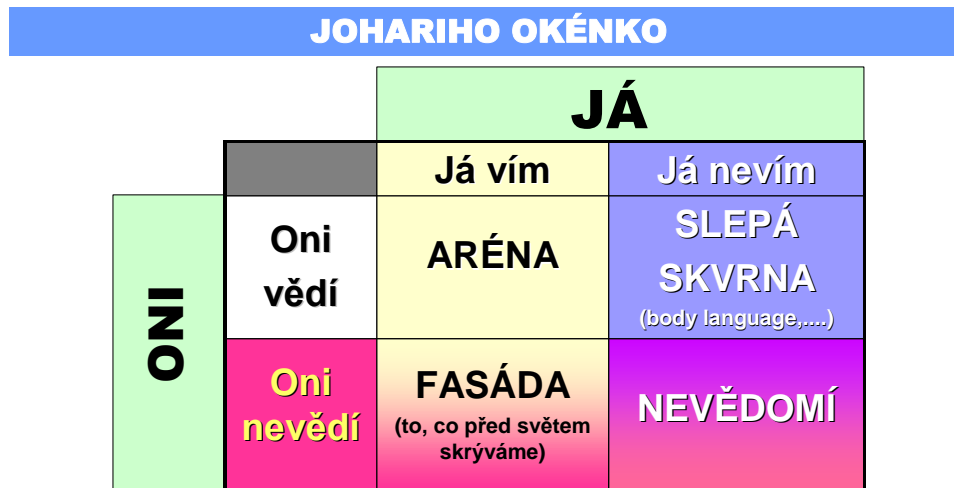 JOHARIHO OKÉNKO
JÁ
Já vím
Já nevím
ONI
Oni
vědí
ARÉNA
SLEPÁ
SKVRNA
(body language,....)
Oni
nevědí
FASÁDA
(to, co před světem
skrýváme)
NEVĚDOMÍ